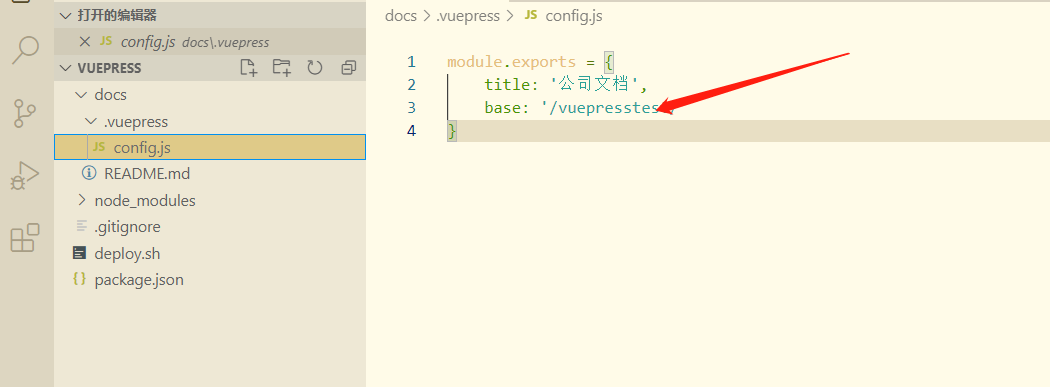 打开的编辑器
JS config.js docs\.vuepress
VUEPRESS
docs
.vuepress
JS config.js
README.md
node_modules
.gitignore
deploy.sh
{} package.json
docs > .vuepress > JS config.js
1 module.exports = {
2 title: '公司文档',
3 base: '/vuepresstes
4 }